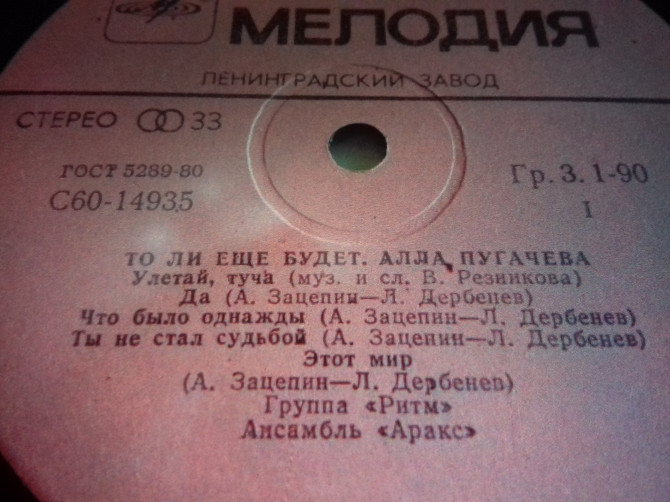 МЕЛОДИЯ
ЛЕНИНГРАДСКИЙ ЗАВОД
СТЕРЕО 33
ГОСТ 5289-80
Гр. 3. 1-90
С60-14935
I
ТО ЛИ ЕЩЕ БУДЕТ. АЛЛА ПУГАЧЕВА
Улетай, туча (муз. и сл. В. Резникова)
Да (А. Зацепин—Л. Дербенев)
Что было однажды (А. Зацепин—Л. Дербенев)
Ты не стал судьбой (А. Зацепин—Л. Дербенев)
Этот мир
(А. Зацепин—Л. Дербенев)
Группа «Ритм»
Ансамбль «Аракс»